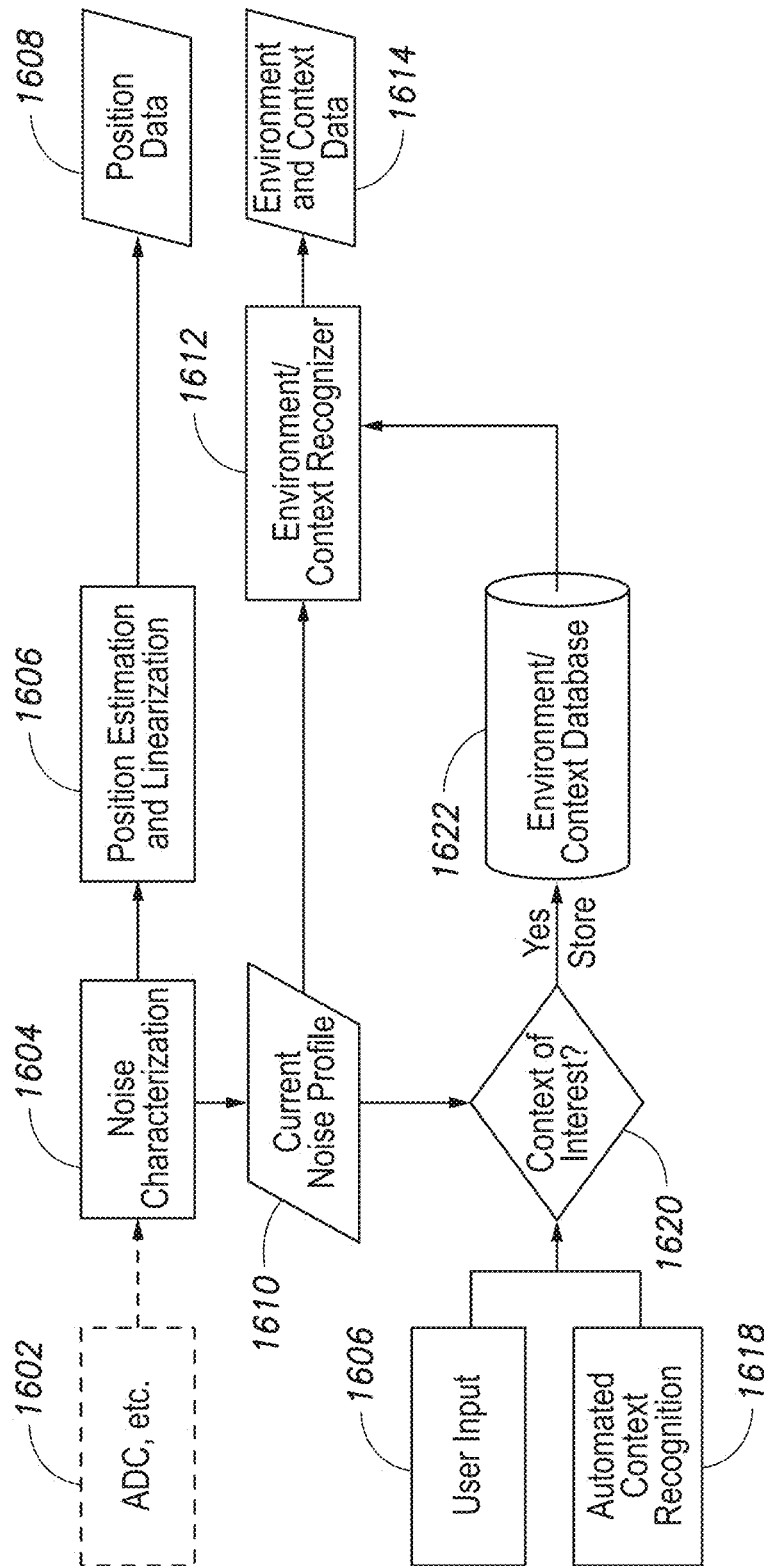 1602
ADC, etc.
1604
Noise
Characterization
1606
Position Estimation
and Linearization
1608
Position
Data
1610
Current
Noise Profile
1612
Environment/
Context Recognizer
1614
Environment
and Context
Data
1606
User Input
1618
Automated
Context
Recognition
1620
Context of
Interest?
Yes
Store
1622
Environment/
Context Database